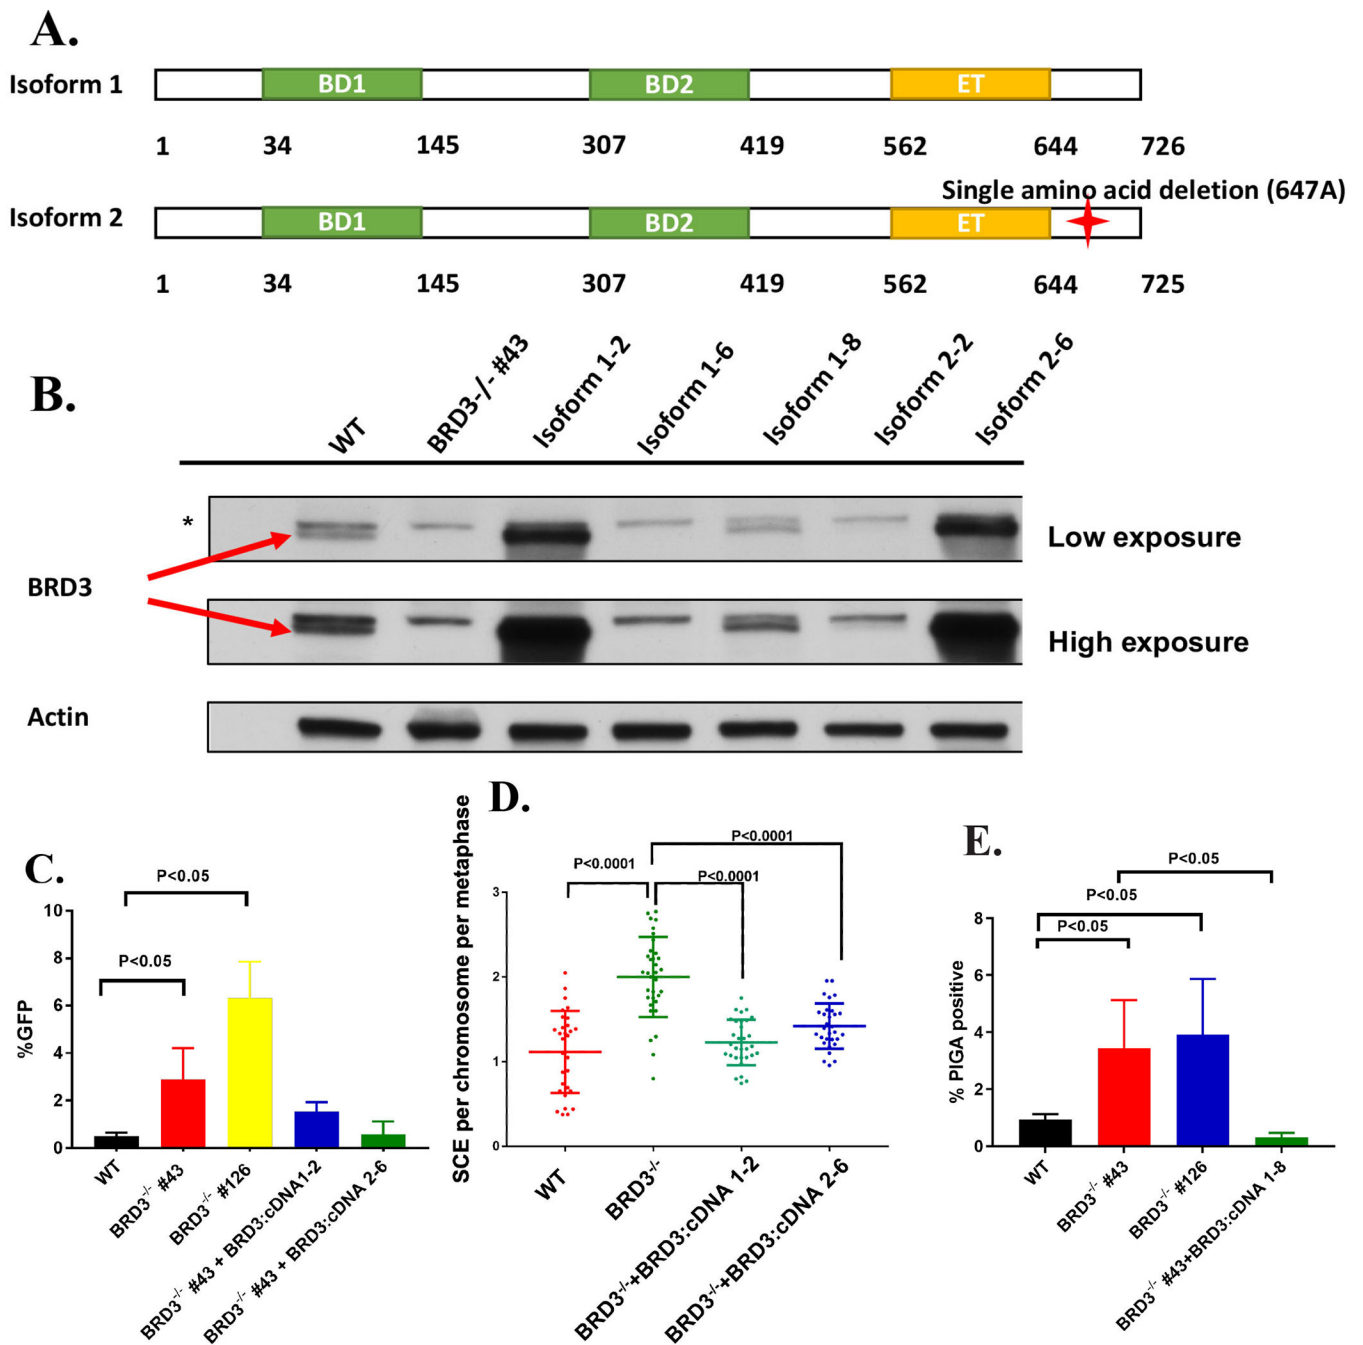 A.
Isoform 1 BD1 BD2 ET
1 34 145 307 419 562 644 726
Single amino acid deletion (647A)
Isoform 2 BD1 BD2 ET
1 34 145 307 419 562 644 725
B.
WT BRD3-/- #43 Isoform 1-2 Isoform 1-6 Isoform 1-8 Isoform 2-2 Isoform 2-6
*
Low exposure
BRD3
High exposure
Actin
C.
P<0.05
P<0.05
%GFP
10
8
6
4
2
0
WT
BRD3-/- #43
BRD3-/- #126
BRD3-/- #43 + BRD3:cDNA1-2
BRD3-/- #43 + BRD3:cDNA 2-6
D.
P<0.0001
P<0.0001
P<0.0001
SCE per chromosome per metaphase
3
2
1
0
WT
BRD3-/-
BRD3-/-+BRD3:cDNA 1-2
BRD3-/-+BRD3:cDNA 2-6
E.
P<0.05
P<0.05
P<0.05
% PIGA positive
8
6
4
2
0
WT
BRD3-/- #43
BRD3-/- #126
BRD3-/- #43+BRD3:cDNA 1-8